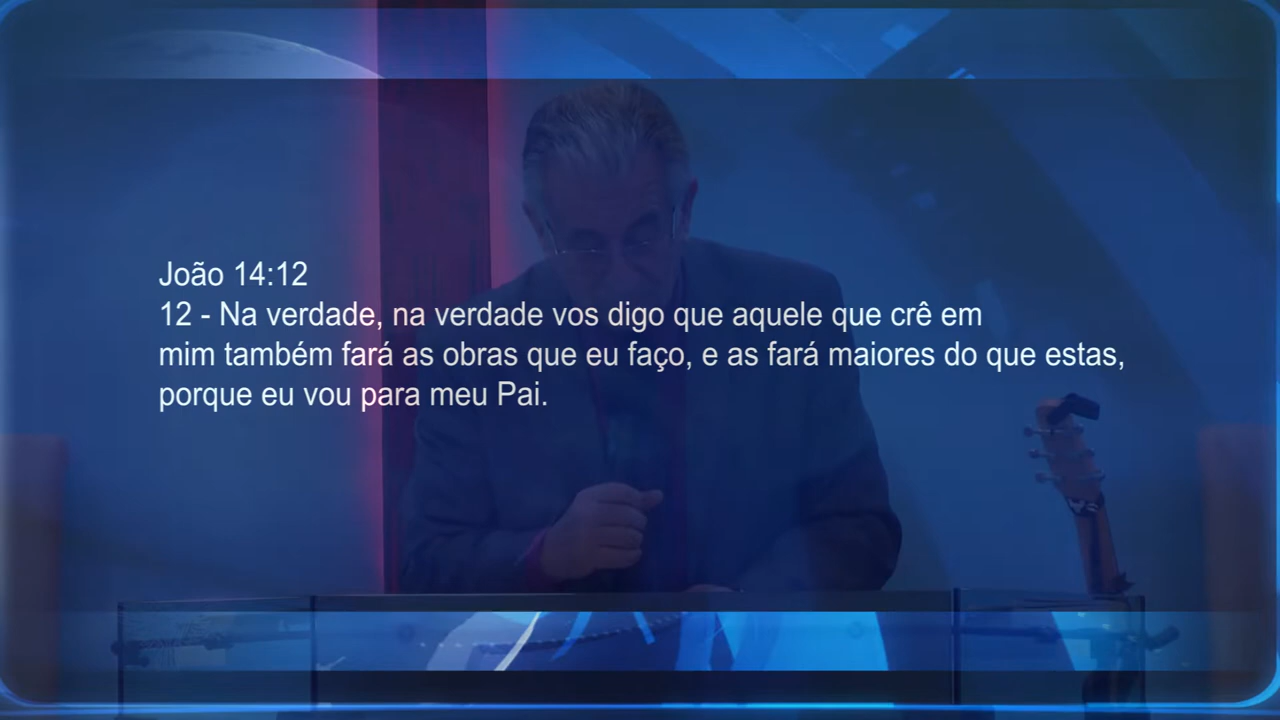 João 14:12
12 - Na verdade, na verdade vos digo que aquele que crê em
mim também fará as obras que eu faço, e as fará maiores do que estas,
porque eu vou para meu Pai.